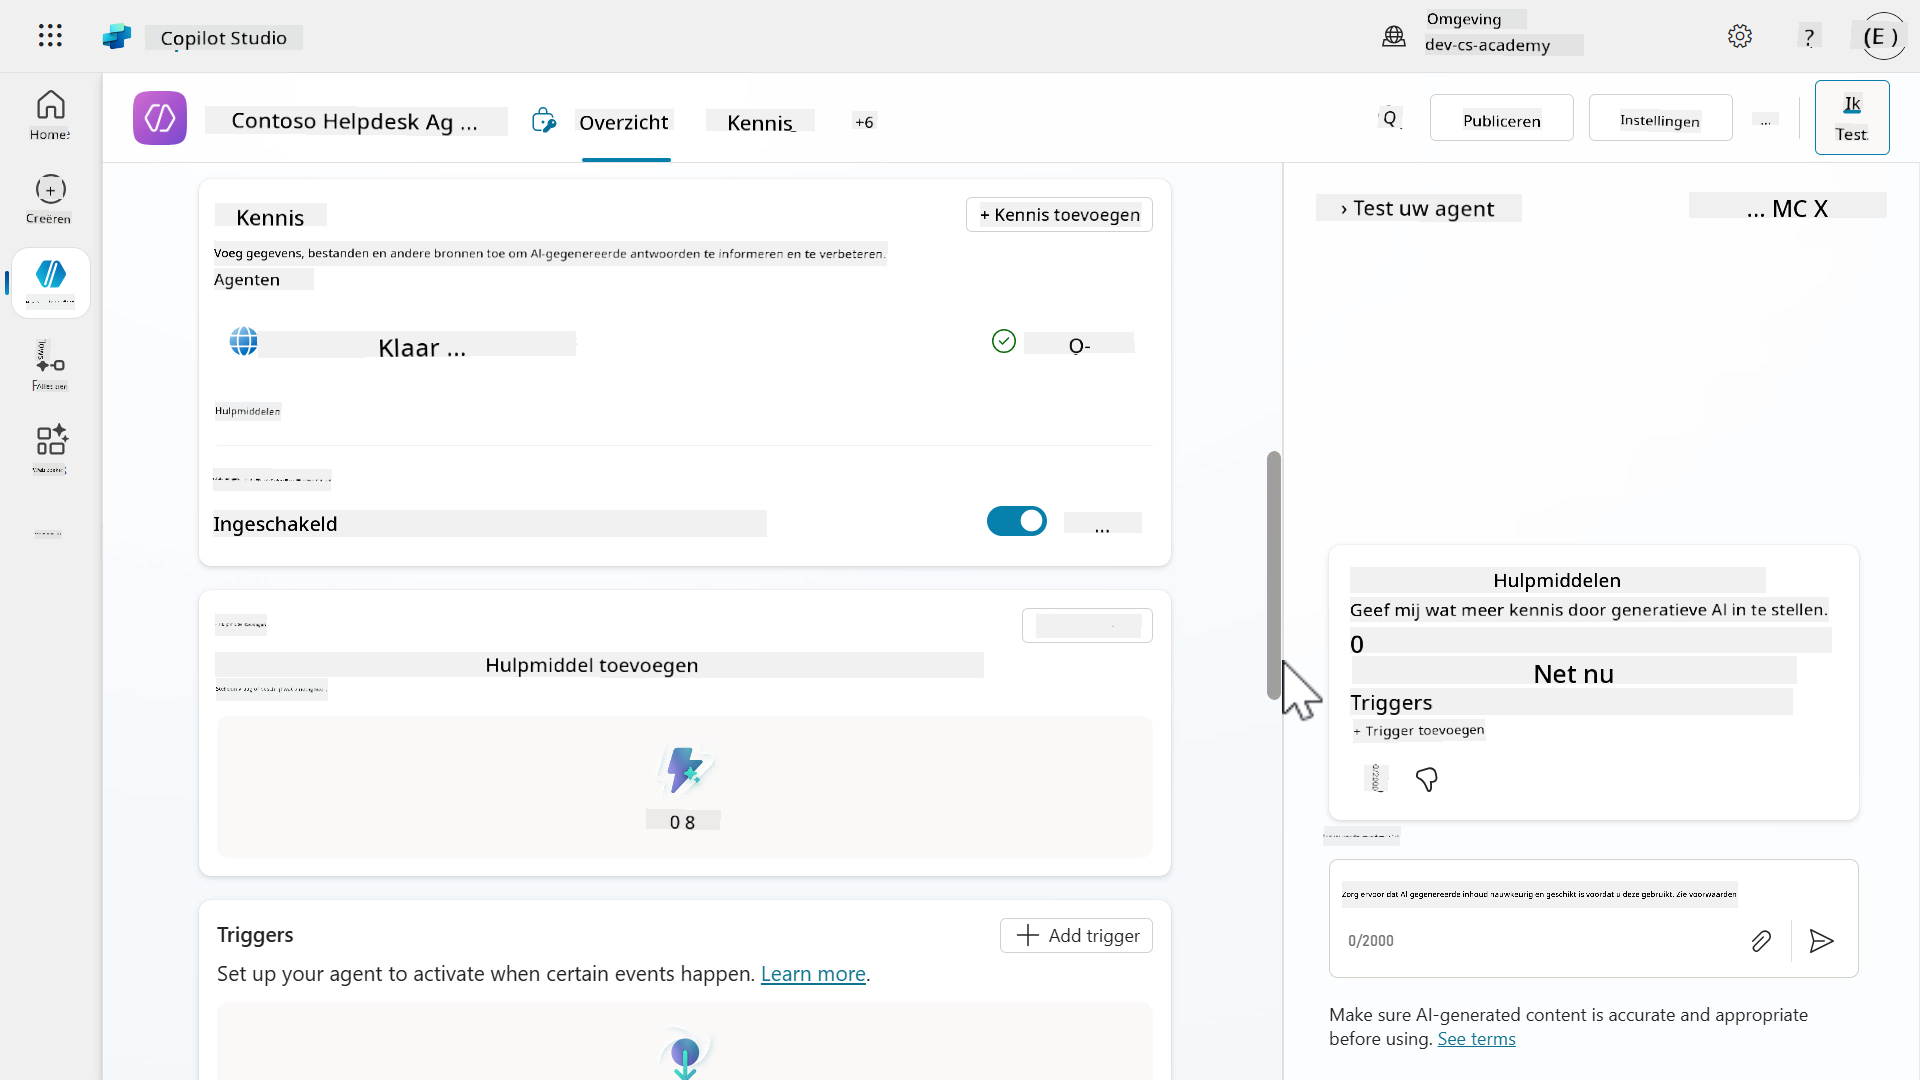 Copilot Studio
Omgeving
dev-cs-academy
?
(E )
Home
Creëren
Contoso Helpdesk Ag ...
Overzicht
Kennis
+6
Q
Publiceren
Instellingen
...
Ik
Test
Kennis
+ Kennis toevoegen
Voeg gegevens, bestanden en andere bronnen toe om AI-gegenereerde antwoorden te informeren en te verbeteren.
Agenten
Klaar ...
Hulpmiddelen
Ingeschakeld
...
Hulpmiddel toevoegen
0 8
Triggers
Add trigger
Set up your agent to activate when certain events happen. Learn more.
› Test uw agent
... MC X
Hulpmiddelen
Geef mij wat meer kennis door generatieve AI in te stellen.
0
Net nu
Triggers
+ Trigger toevoegen
0/2000
Zorg ervoor dat AI gegenereerde inhoud nauwkeurig en geschikt is voordat u deze gebruikt. Zie voorwaarden
0/2000
Make sure AI-generated content is accurate and appropriate
before using. See terms